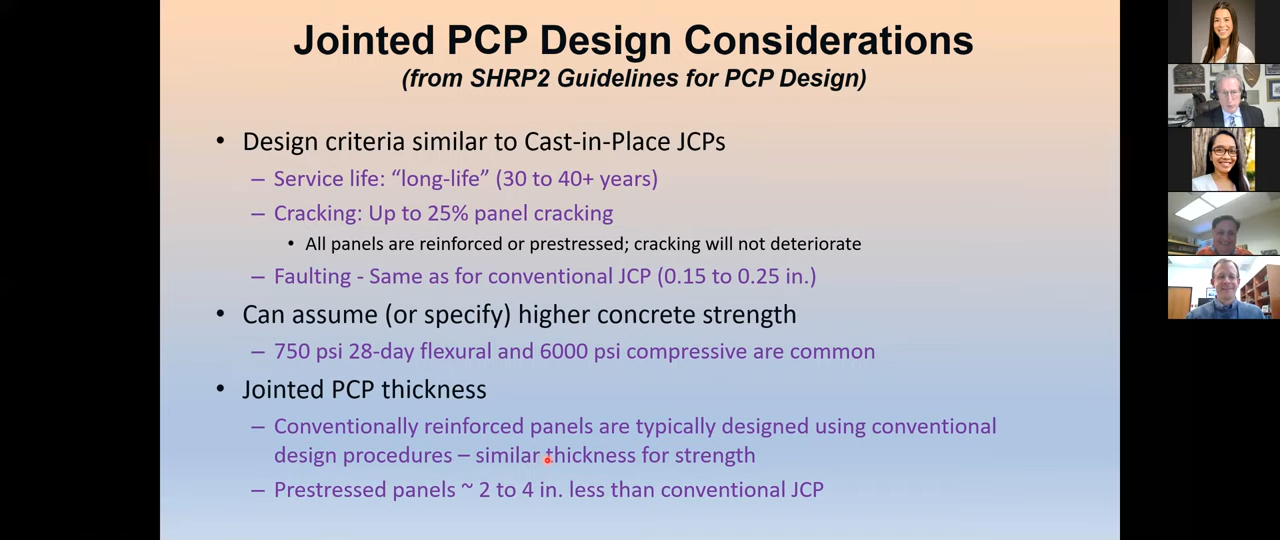 Jointed PCP Design Considerations
(from SHRP2 Guidelines for PCP Design)
• Design criteria similar to Cast-in-Place JCPs
– Service life: “long-life” (30 to 40+ years)
– Cracking: Up to 25% panel cracking
• All panels are reinforced or prestressed; cracking will not deteriorate
– Faulting - Same as for conventional JCP (0.15 to 0.25 in.)
• Can assume (or specify) higher concrete strength
– 750 psi 28-day flexural and 6000 psi compressive are common
• Jointed PCP thickness
– Conventionally reinforced panels are typically designed using conventional
design procedures – similar thickness for strength
– Prestressed panels ~ 2 to 4 in. less than conventional JCP